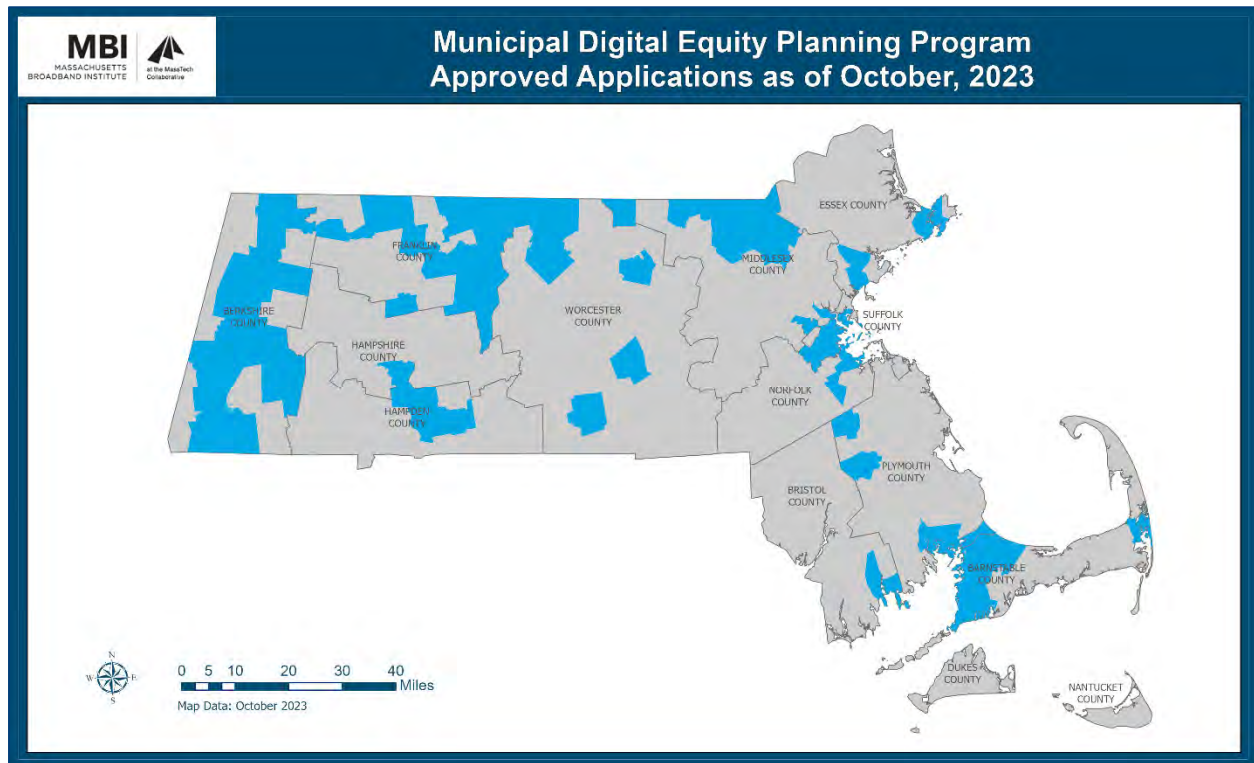 MBI
MASSACHUSETTS
BROADBAND INSTITUTE
at the MassTech
Collaborative
Municipal Digital Equity Planning Program
Approved Applications as of October, 2023
ESSEX COUNTY
FRANKLIN
COUNTY
MIDDLESEX
COUNTY
BERKSHIRE
COUNTY
WORCESTER
COUNTY
SUFFOLK
COUNTY
HAMPSHIRE
COUNTY
NORFOLK
COUNTY
HAMPDEN
COUNTY
PLYMOUTH
COUNTY
BRISTOL
COUNTY
BARNSTABLE
COUNTY
DUKES
COUNTY
NANTUCKET
COUNTY
N
W E
S
0 5 10 20 30 40
Miles
Map Data: October 2023